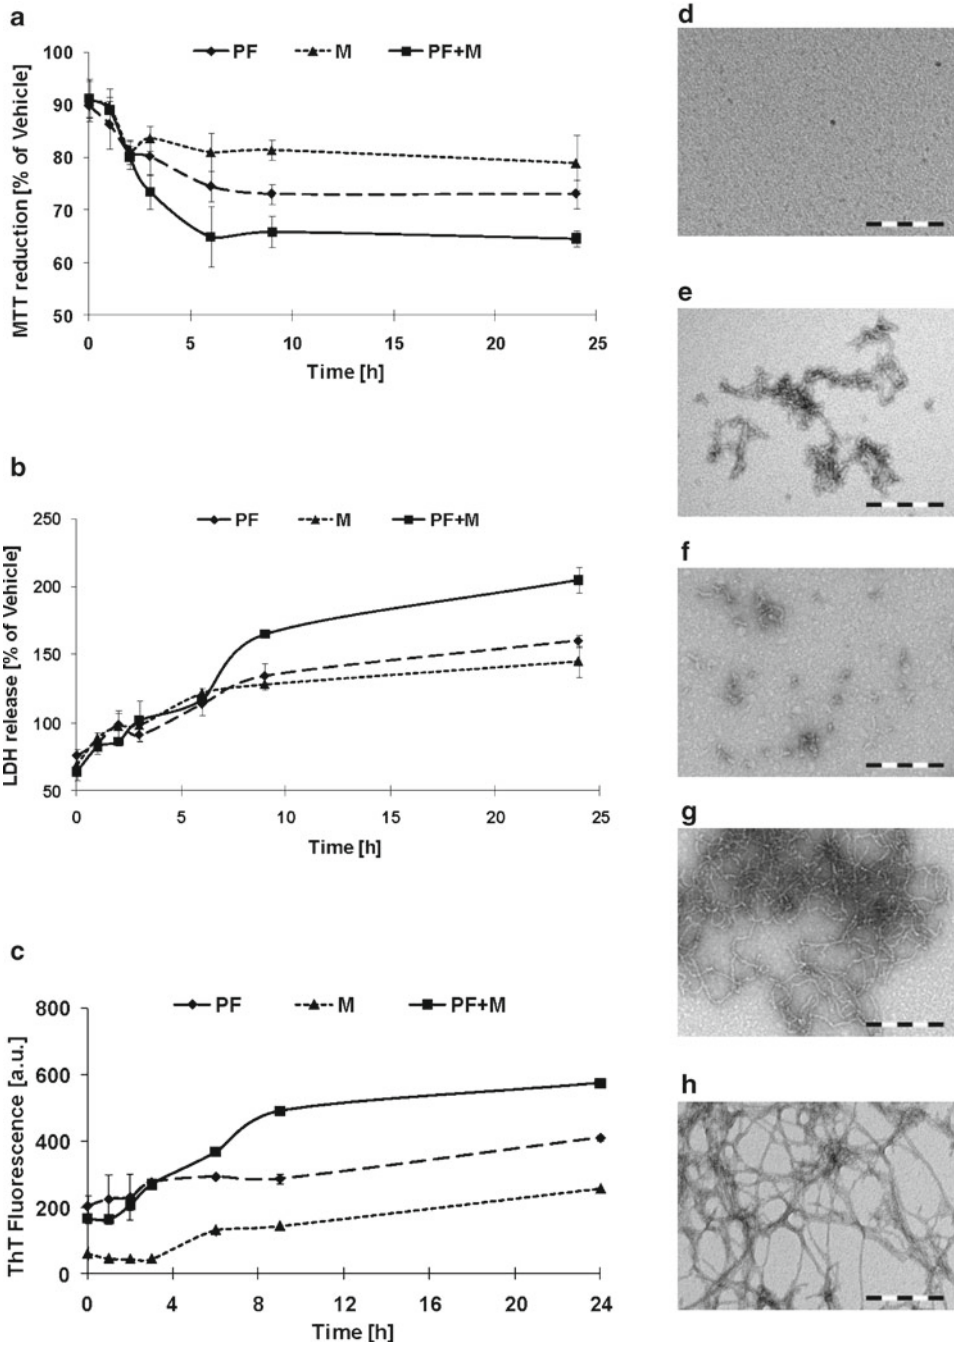 a
PF M PF+M
MTT reduction [% of Vehicle]
100
90
80
70
60
50
0 5 10 15 20 25
Time [h]
b
PF M PF+M
LDH release [% of Vehicle]
250
200
150
100
50
0 5 10 15 20 25
Time [h]
c
PF M PF+M
ThT Fluorescence [a.u.]
800
600
400
200
0
0 4 8 12 16 20 24
Time [h]
d
e
f
g
h